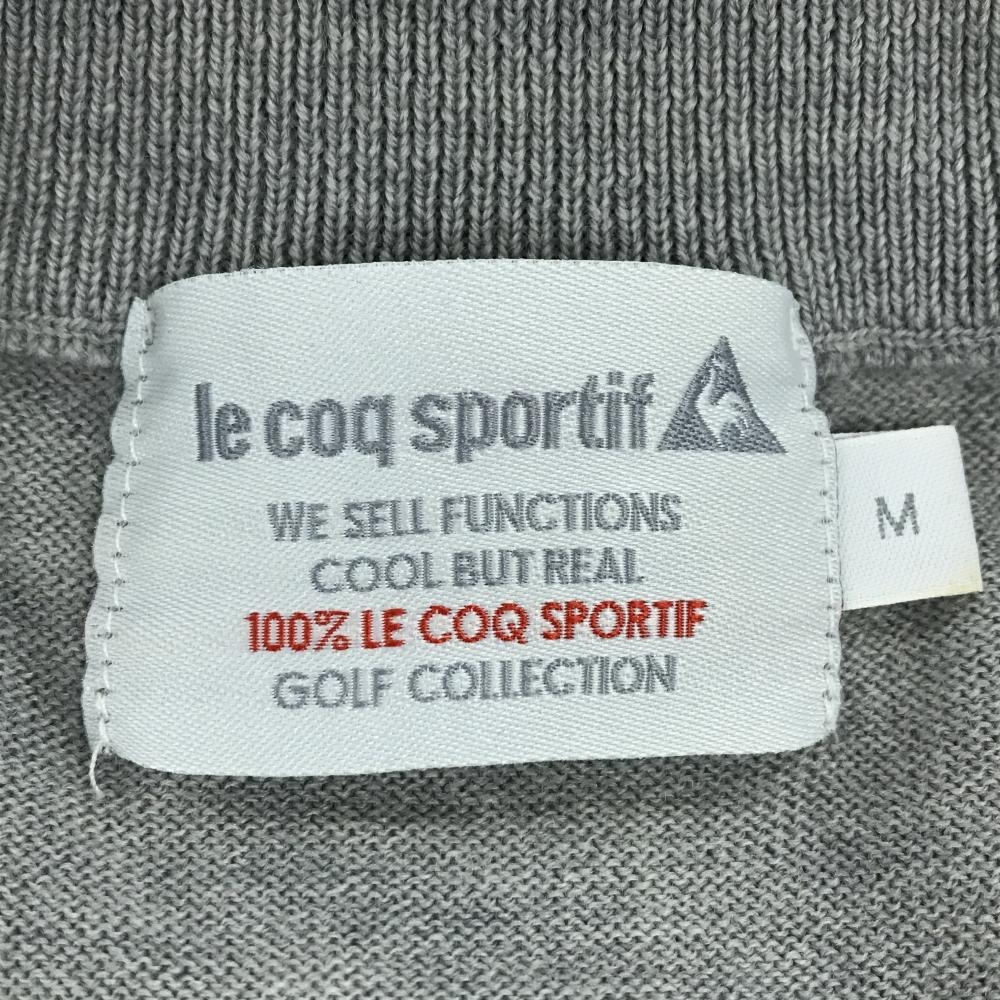 le coq sportif
WE SELL FUNCTIONS
COOL BUT REAL
100% LE COQ SPORTIF
GOLF COLLECTION
M